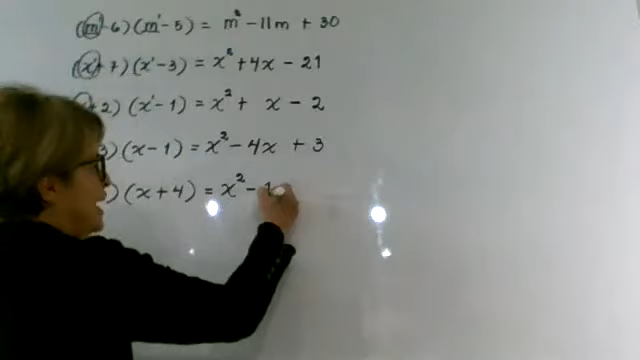 (m-6)(m-5) = m² - 11m + 30
(x+7)(x-3) = x² + 4x - 21
+2)(x-1) = x² + x - 2
3)(x-1) = x² - 4x + 3
)(x+4) = x² -